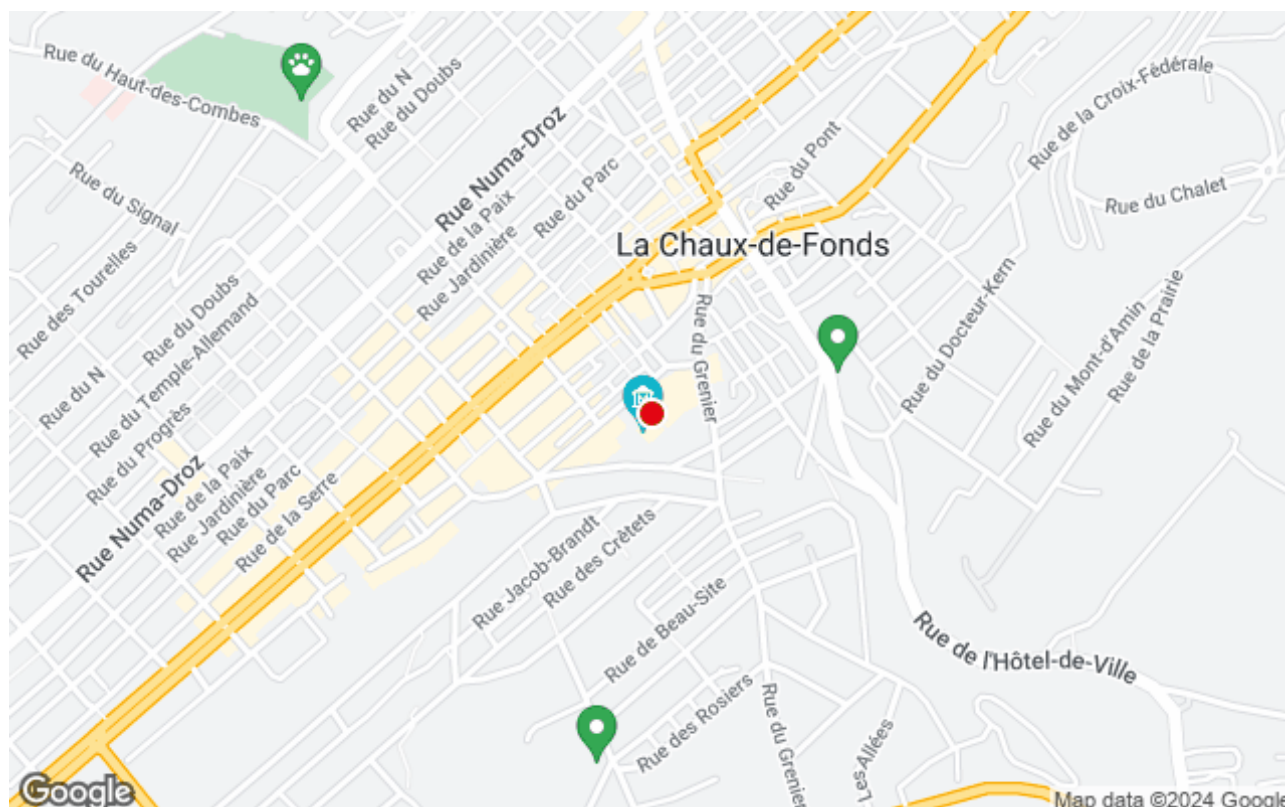 Rue du Haut-des-Combes
Rue du N
Rue du Doubs
Rue Numa-Droz
Rue du Parc
Rue de la Paix
Rue Jardinière
Rue du Pont
Rue de la Croix-Fédérale
Rue du Chalet
Rue du Signal
Rue des Tourelles
La Chaux-de-Fonds
Rue du Doubs
Rue du Temple-Allemand
Rue du N
Rue du Progrès
Rue du Grenier
Rue du Docteur-Kern
Rue du Mont-d'Amin
Rue de la Prairie
Rue Numa-Droz
Rue de la Paix
Rue Jardinière
Rue du Parc
Rue de la Serre
Rue Jacob-Brandt
Rue des Crêtets
Rue de Beau-Site
Rue de l'Hôtel-de-Ville
Rue des Rosiers
Rue du Grenier
Les Allées
Google
Map data ©2024 Google